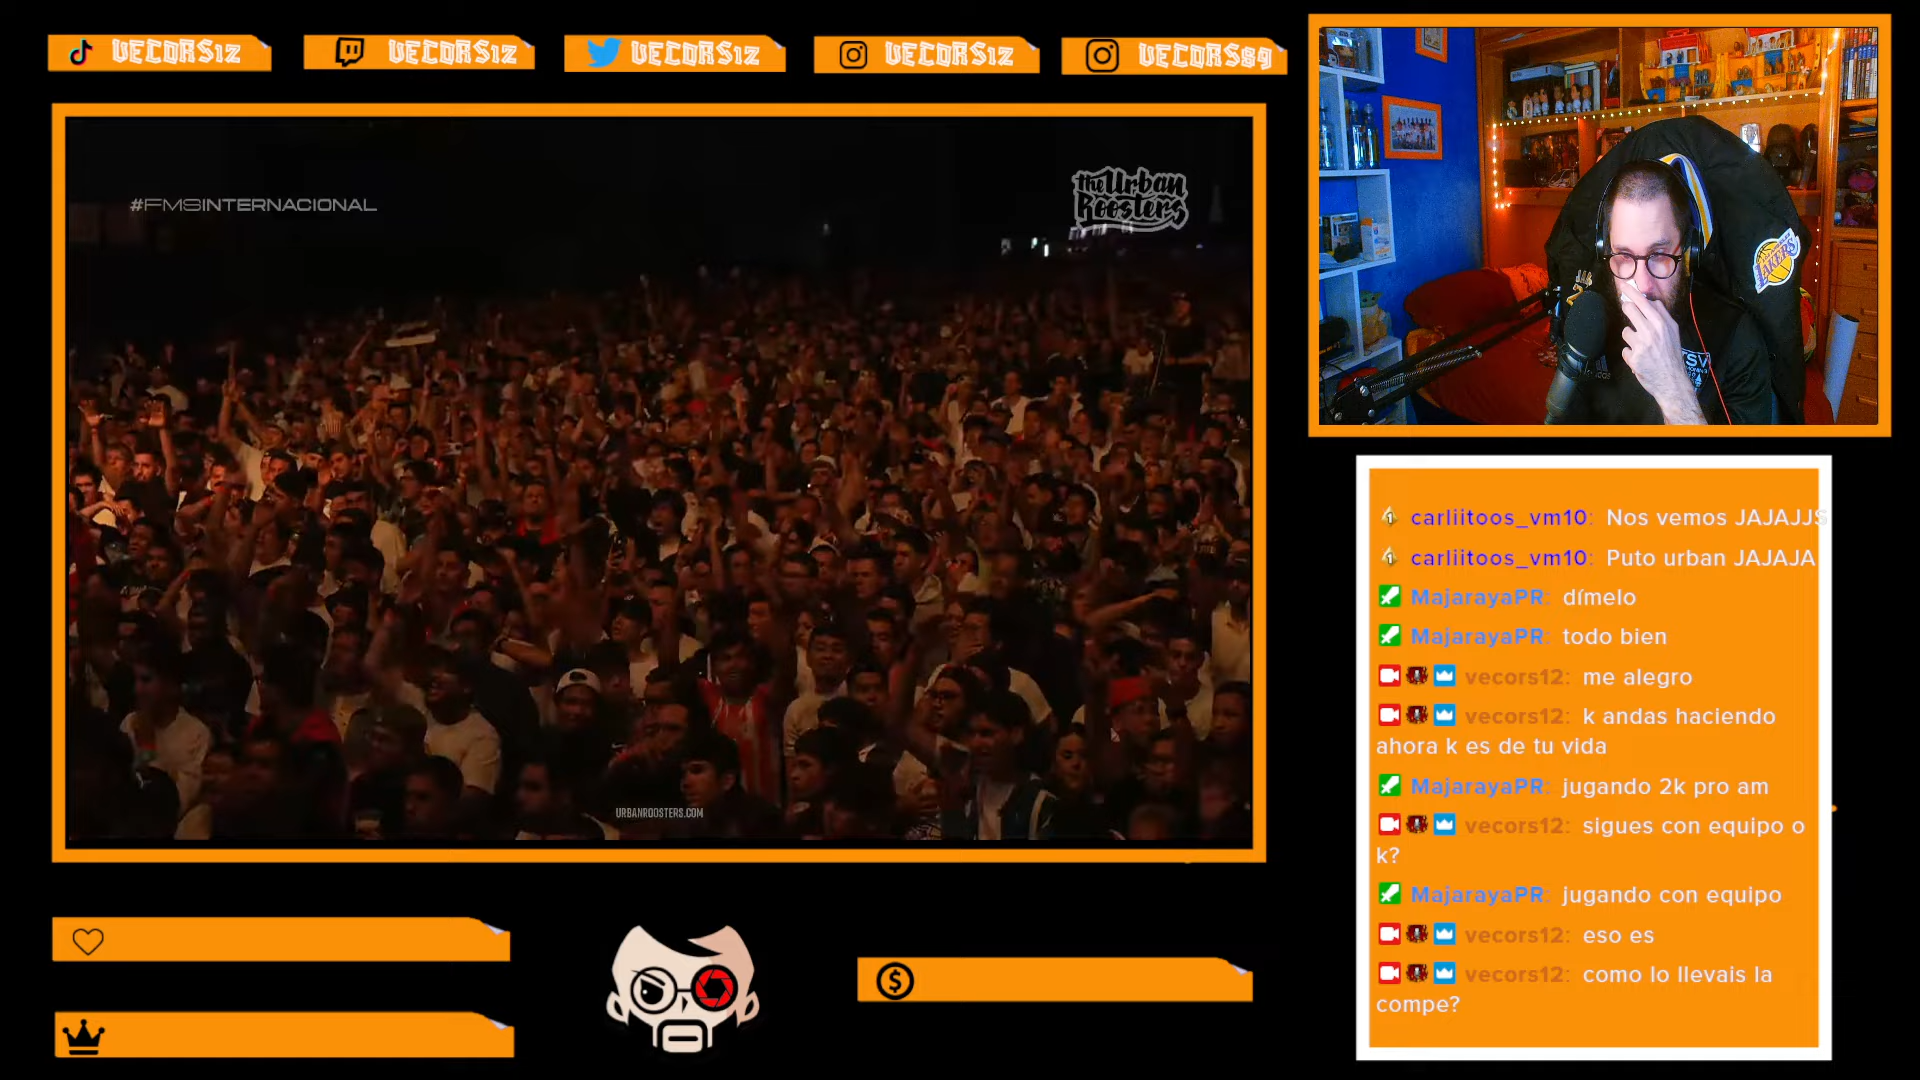 VECORS12
VECORS12
VECORS12
VECORS12
VECORS89
#FMSINTERNACIONAL
the Urban
Roosters
URBANROOSTERS.COM
LAKERS
carliitoos_vm10: Nos vemos JAJAJJS
carliitoos_vm10: Puto urban JAJAJA
MajarayaPR: dímelo
MajarayaPR: todo bien
vecors12: me alegro
vecors12: k andas haciendo
ahora k es de tu vida
MajarayaPR: jugando 2k pro am
vecors12: sigues con equipo o
k?
MajarayaPR: jugando con equipo
vecors12: eso es
vecors12: como lo llevais la
compe?